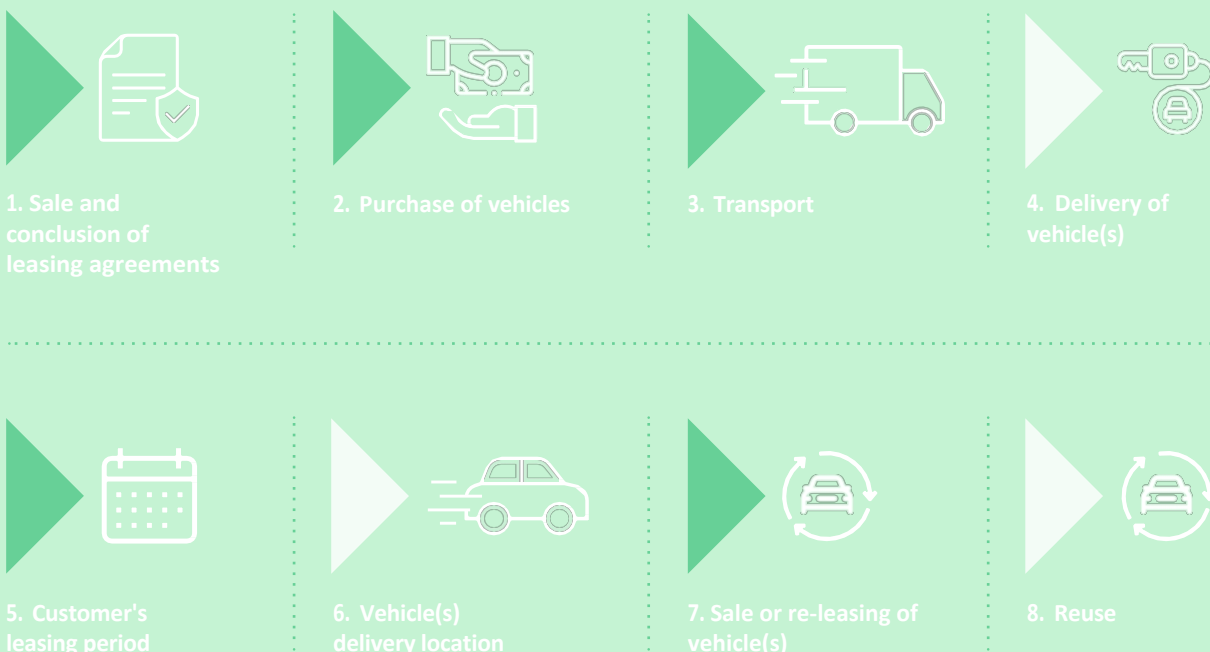 1. Sale and
conclusion of
leasing agreements
2. Purchase of vehicles
3. Transport
4. Delivery of
vehicle(s)
5. Customer's
leasing period
6. Vehicle(s)
delivery location
7. Sale or re-leasing of
vehicle(s)
8. Reuse